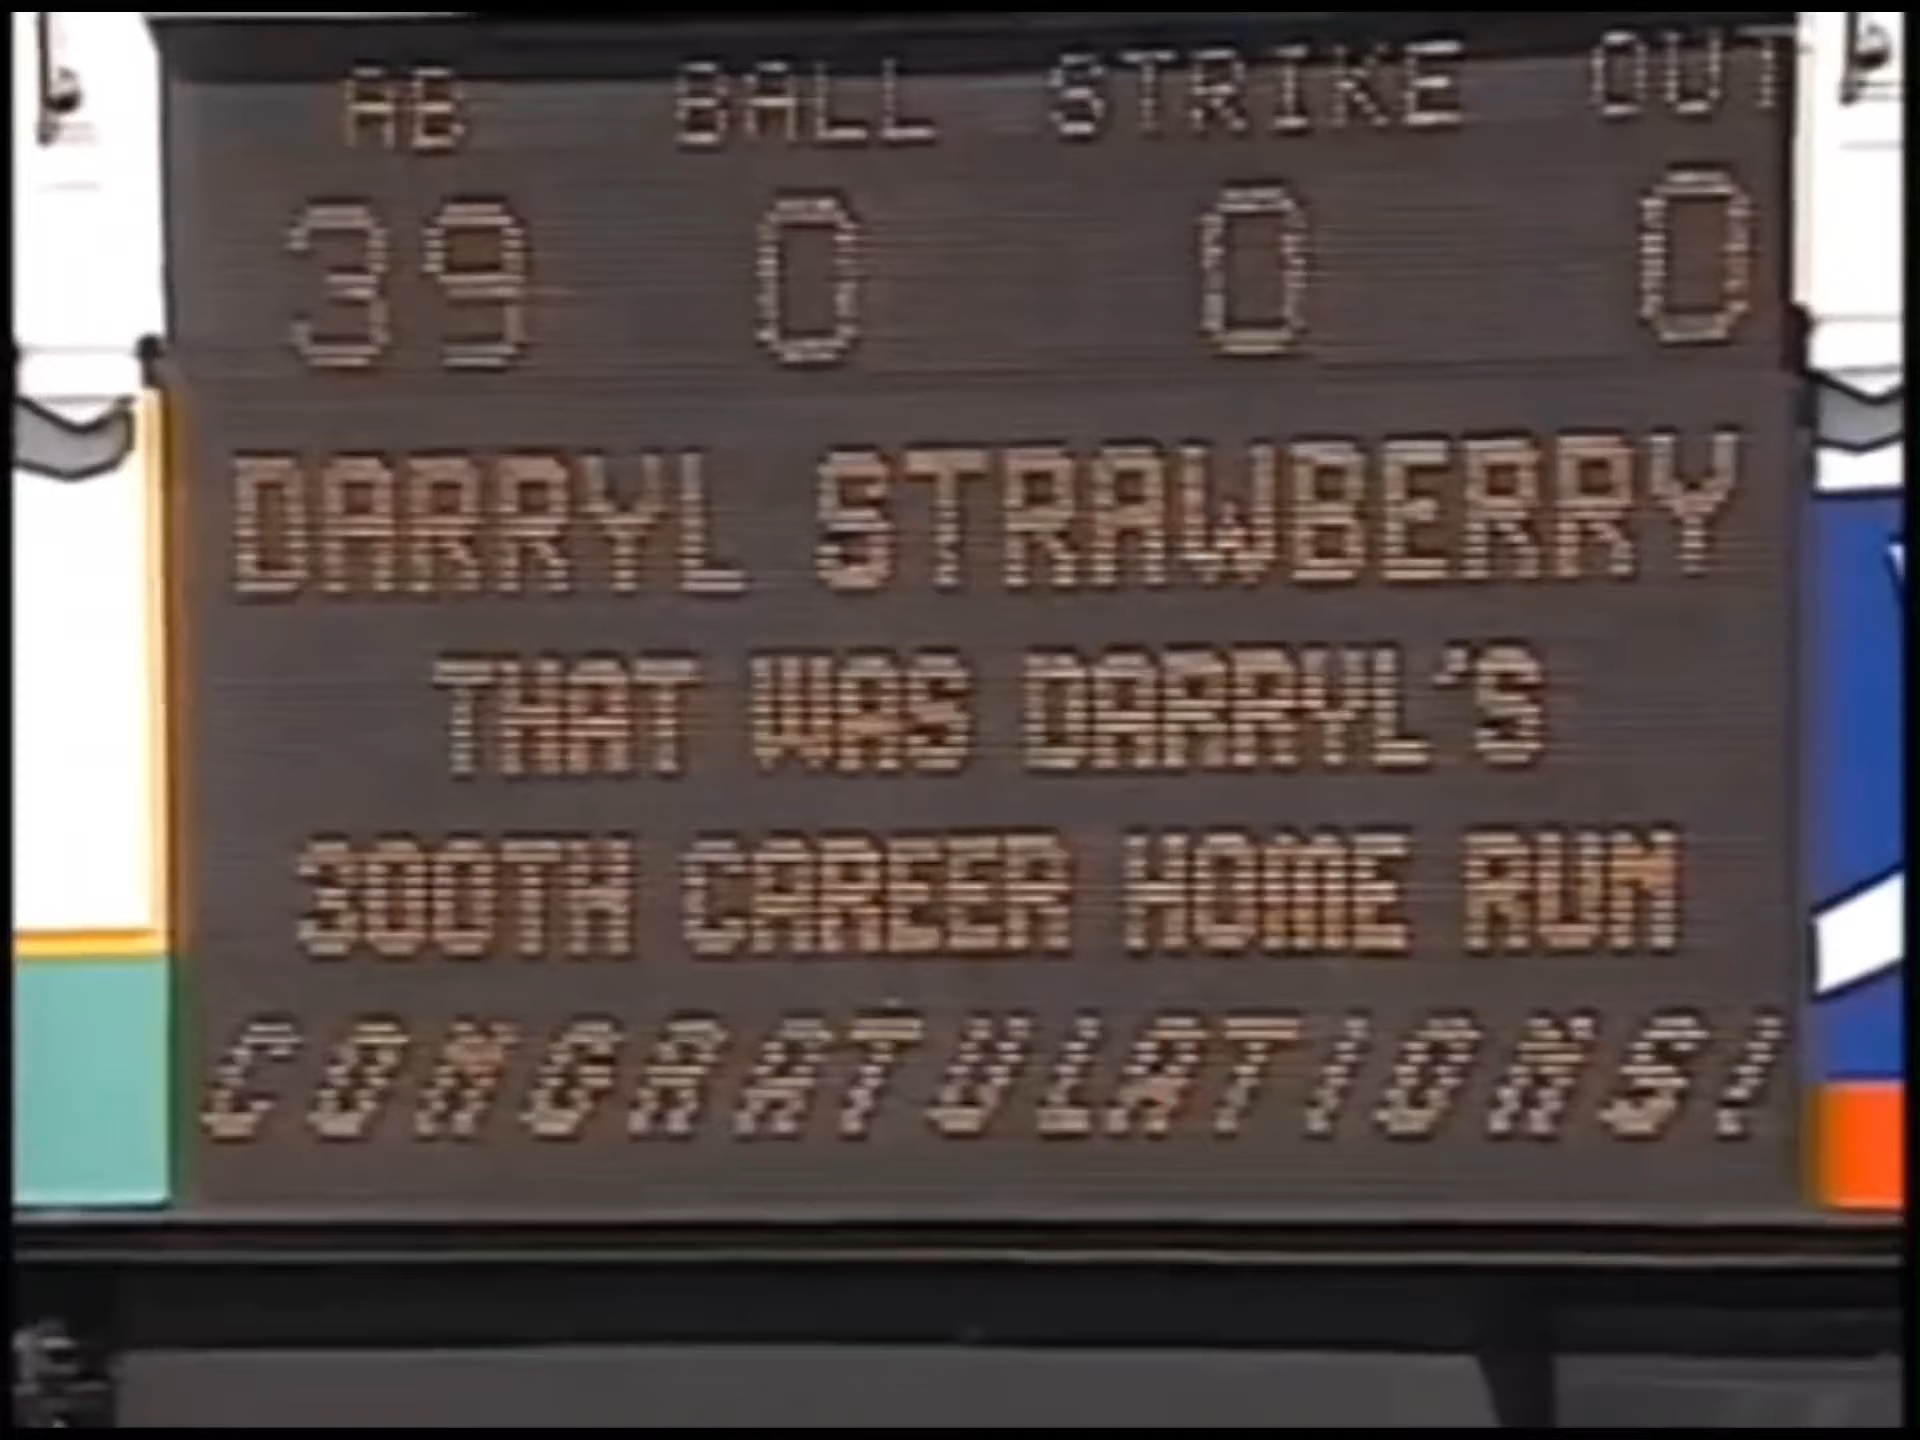 AB BALL STRIKE OUT
39 0 0 0
DARRYL STRAWBERRY
THAT WAS DARRYL'S
300TH CAREER HOME RUN
CONGRATULATIONS!